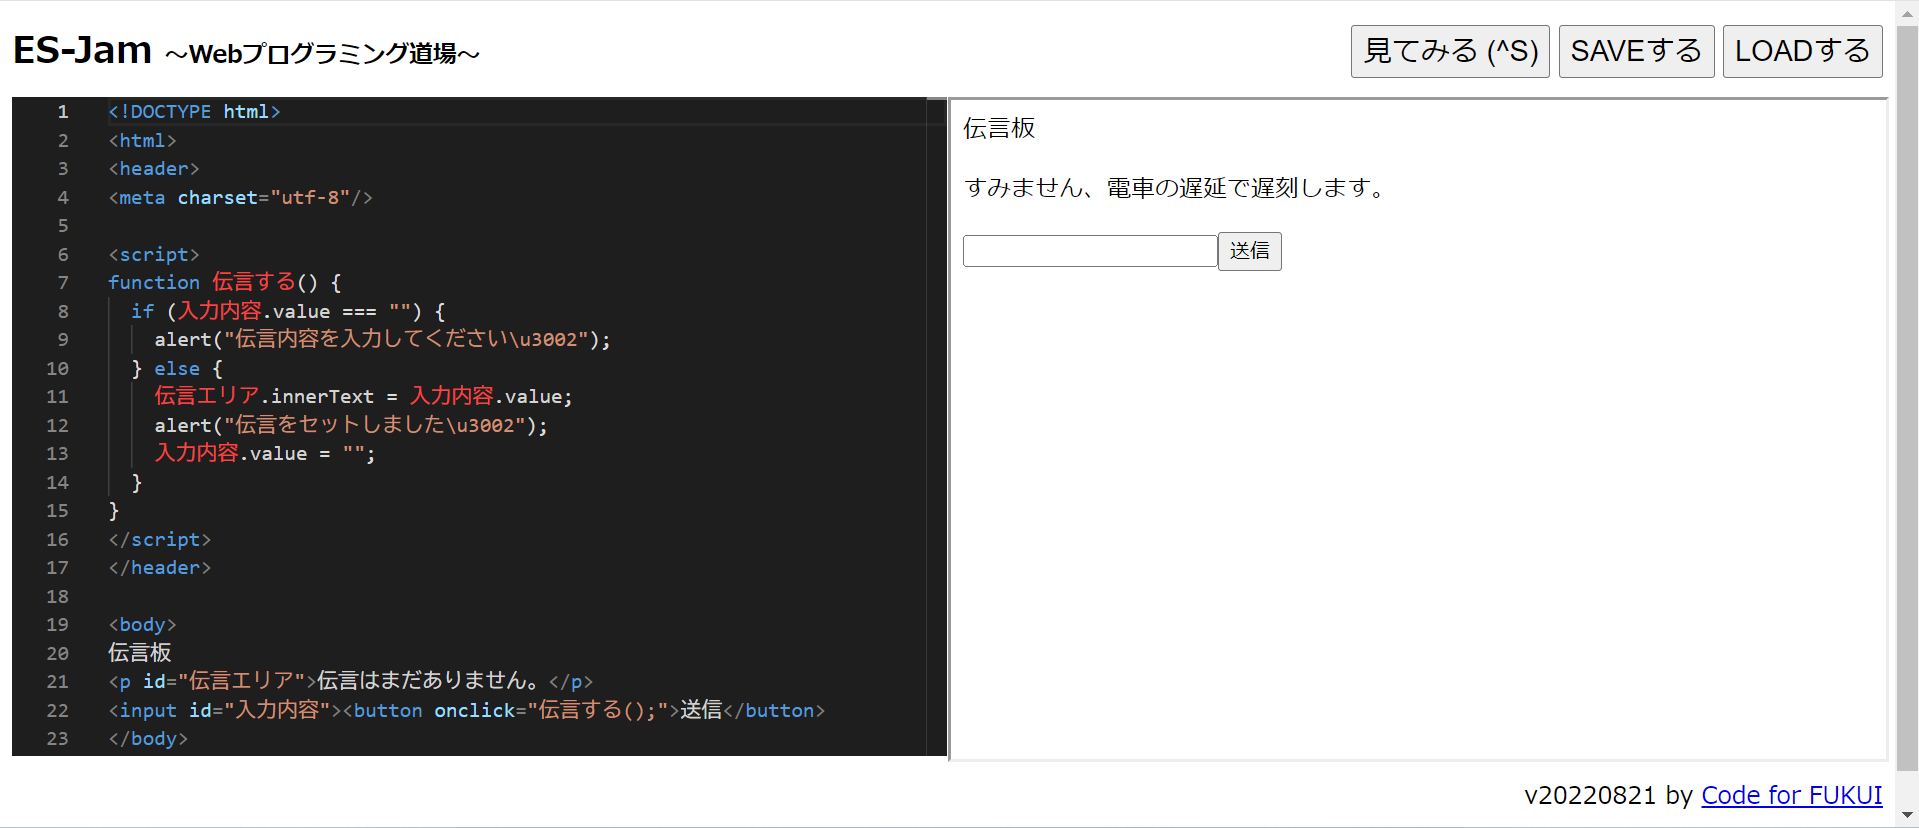 ES-Jam ～Webプログラミング道場～
見てみる (^S) SAVEする LOADする
1 <!DOCTYPE html>
2 <html>
3 <header>
4 <meta charset="utf-8"/>
5
6 <script>
7 function 伝言する() {
8 if (入力内容.value === "") {
9 alert("伝言内容を入力してください\u3002");
10 } else {
11 伝言エリア.innerText = 入力内容.value;
12 alert("伝言をセットしました\u3002");
13 入力内容.value = "";
14 }
15 }
16 </script>
17 </header>
18
19 <body>
20 伝言板
21 <p id="伝言エリア">伝言はまだありません。</p>
22 <input id="入力内容"><button onclick="伝言する();">送信</button>
23 </body>
伝言板
すみません、電車の遅延で遅刻します。
送信
v20220821 by Code for FUKUI